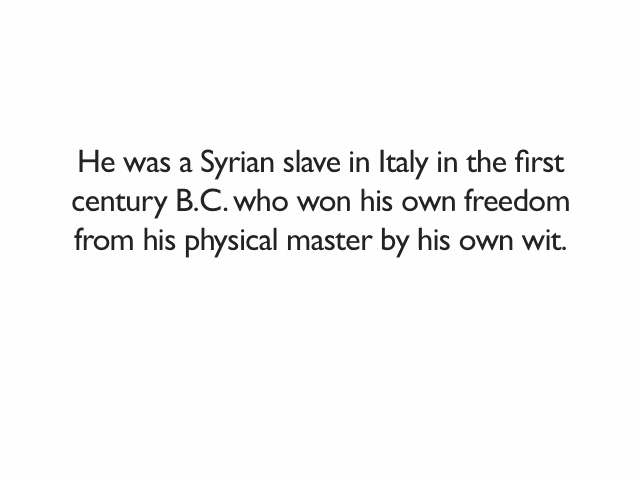 He was a Syrian slave in Italy in the first
century B.C. who won his own freedom
from his physical master by his own wit.